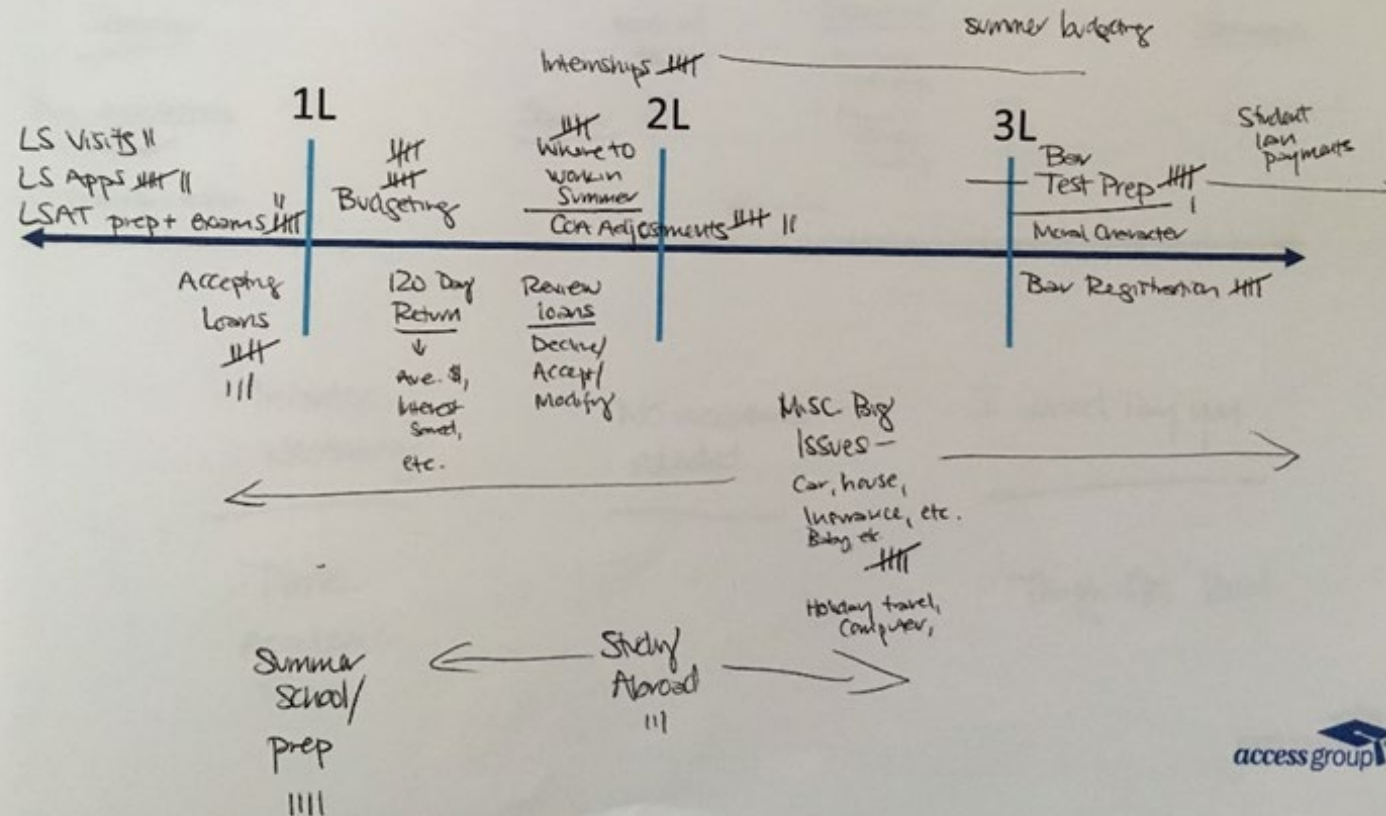 summer budgeting
Internships
1L
2L
3L
LS Visits
LS Apps
LSAT prep + exams
Budgeting
Where to
work in
Summer
COA Adjustments
Bar
Test Prep
Moral Character
Student
loan
payments
Accepting
Loans
120 Day
Return
Ave. $,
Interest
Saved,
etc.
Review
loans
Decline/
Accept/
Modify
Bar Registration
Misc. Big
Issues –
Car, house,
Insurance, etc.
Baby, etc
Holiday travel,
Computer,
Summer
School/
prep
Study
Abroad
access group